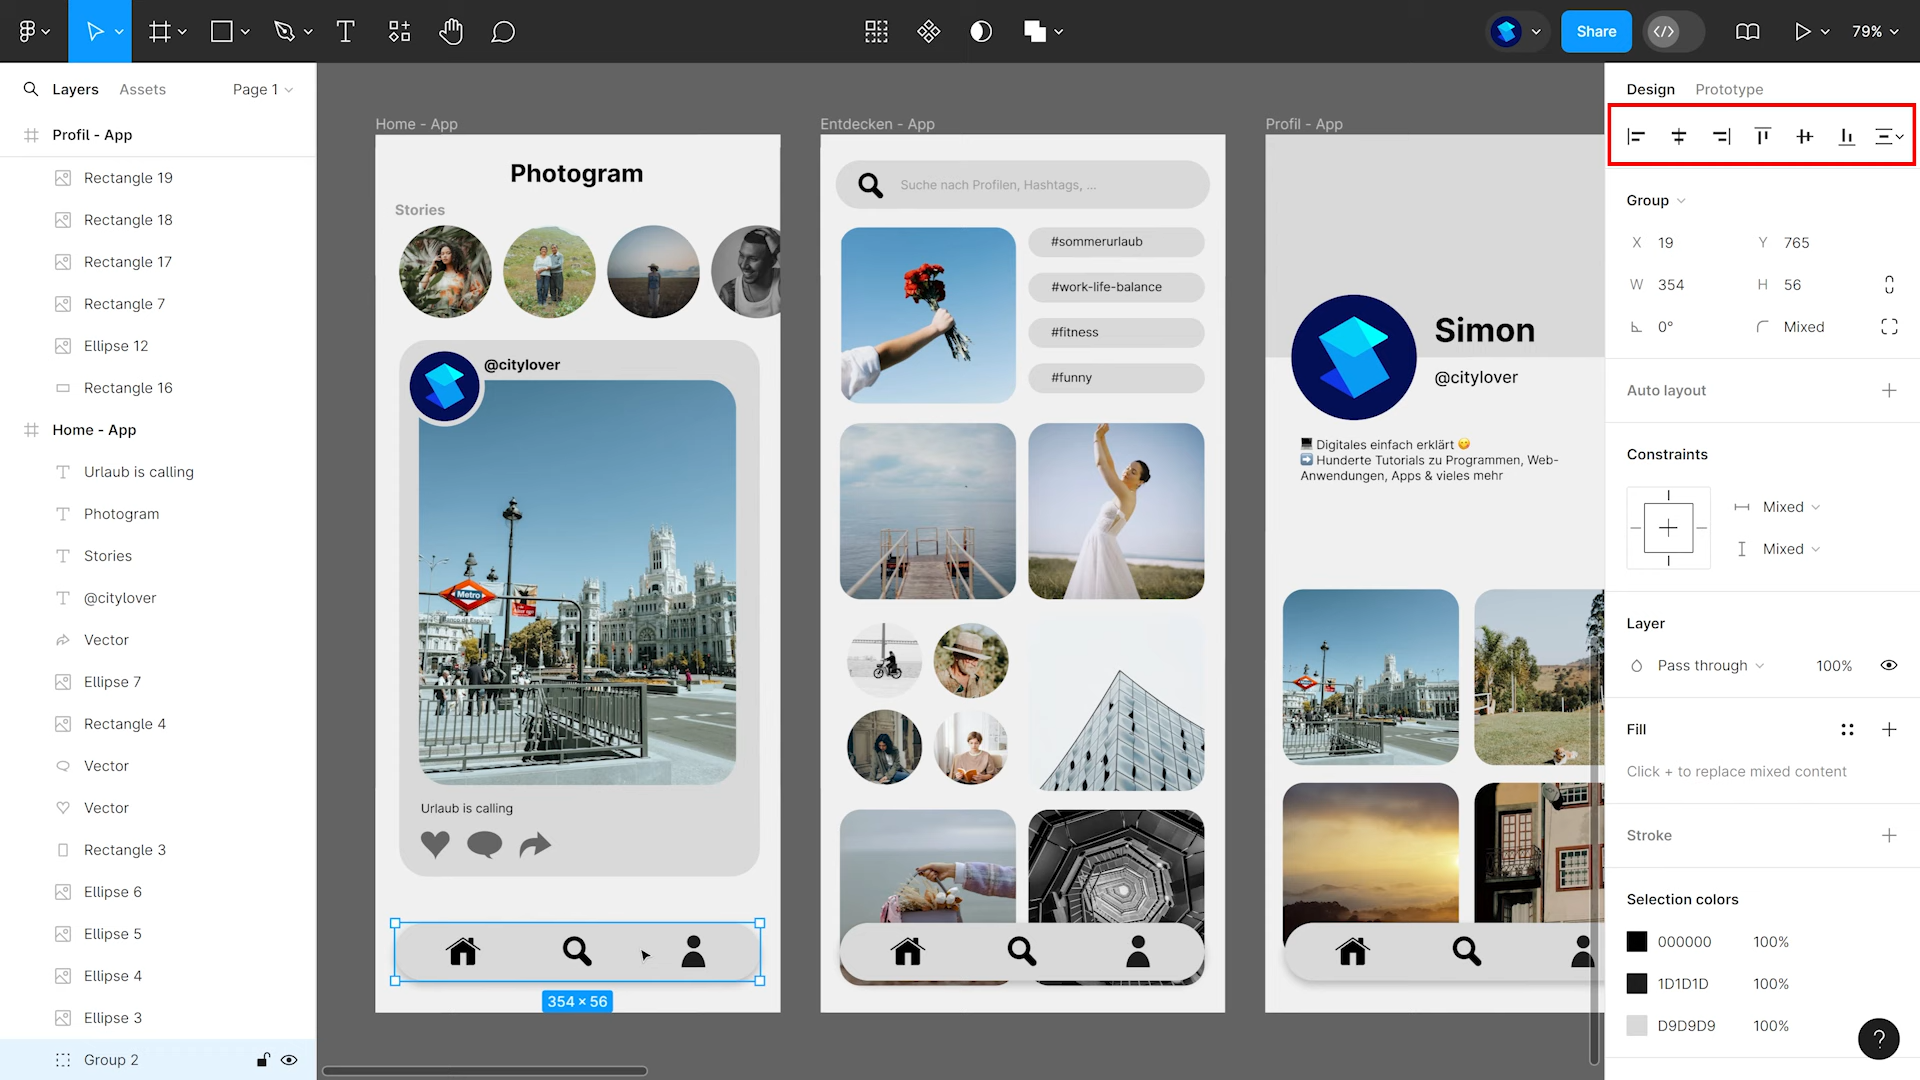 Share
79%
Layers
Assets
Page 1
Profil - App
Rectangle 19
Rectangle 18
Rectangle 17
Rectangle 7
Ellipse 12
Rectangle 16
Home - App
Urlaub is calling
Photogram
Stories
@citylover
Vector
Ellipse 7
Rectangle 4
Vector
Vector
Rectangle 3
Ellipse 6
Ellipse 5
Ellipse 4
Ellipse 3
Group 2
Home - App
Photogram
Stories
@citylover
Metro
Urlaub is calling
354 × 56
Entdecken - App
Suche nach Profilen, Hashtags, ...
#sommerurlaub
#work-life-balance
#fitness
#funny
Profil - App
Simon
@citylover
Digitales einfach erklärt
Hunderte Tutorials zu Programmen, Web-
Anwendungen, Apps & vieles mehr
Design
Prototype
Group
X 19
Y 765
W 354
H 56
0°
Mixed
Auto layout
Constraints
Mixed
Mixed
Layer
Pass through
100%
Fill
Click + to replace mixed content
Stroke
Selection colors
000000 100%
1D1D1D 100%
D9D9D9 100%
?